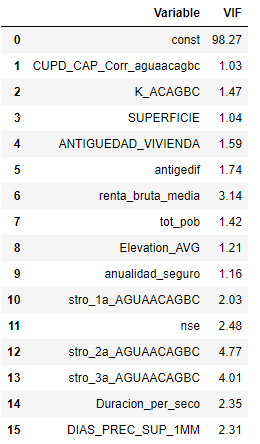 Variable VIF
0 const 98.27
1 CUPD_CAP_Corr_aguaacagbc 1.03
2 K_ACAGBC 1.47
3 SUPERFICIE 1.04
4 ANTIGUEDAD_VIVIENDA 1.59
5 antigedif 1.74
6 renta_bruta_media 3.14
7 tot_pob 1.42
8 Elevation_AVG 1.21
9 anualidad_seguro 1.16
10 stro_1a_AGUAACAGBC 2.03
11 nse 2.48
12 stro_2a_AGUAACAGBC 4.77
13 stro_3a_AGUAACAGBC 4.01
14 Duracion_per_seco 2.35
15 DIAS_PREC_SUP_1MM 2.31